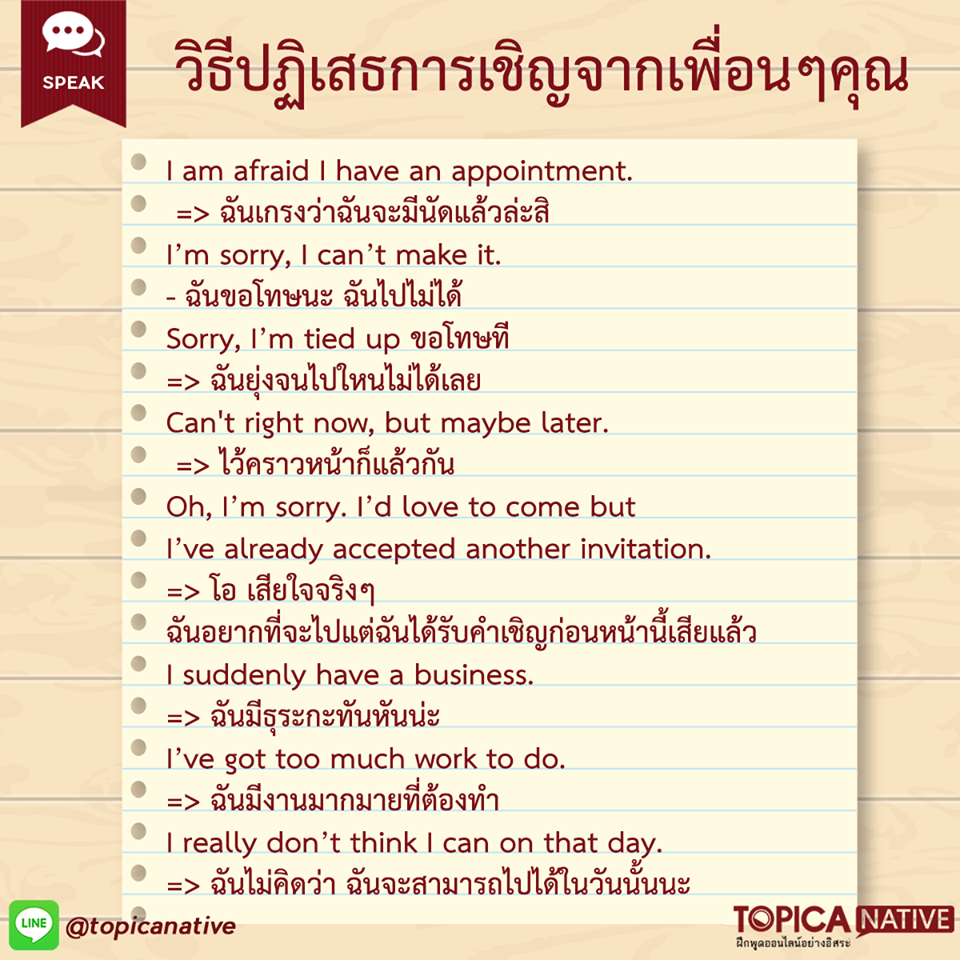 SPEAK
วิธีปฏิเสธการเชิญจากเพื่อนๆคุณ
I am afraid I have an appointment.
=> ฉันเกรงว่าฉันจะมีนัดแล้วล่ะสิ
I’m sorry, I can’t make it.
- ฉันขอโทษนะ ฉันไปไม่ได้
Sorry, I’m tied up ขอโทษที
=> ฉันยุ่งจนไปใหนไม่ได้เลย
Can't right now, but maybe later.
=> ไว้คราวหน้าก็แล้วกัน
Oh, I’m sorry. I’d love to come but
I’ve already accepted another invitation.
=> โอ เสียใจจริงๆ
ฉันอยากที่จะไปแต่ฉันได้รับคำเชิญก่อนหน้านี้เสียแล้ว
I suddenly have a business.
=> ฉันมีธุระกะทันหันน่ะ
I’ve got too much work to do.
=> ฉันมีงานมากมายที่ต้องทำ
I really don’t think I can on that day.
=> ฉันไม่คิดว่า ฉันจะสามารถไปได้ในวันนั้นนะ
LINE @topicanative
TOPICA NATIVE
ฝึกพูดออนไลน์อย่างอิสระ